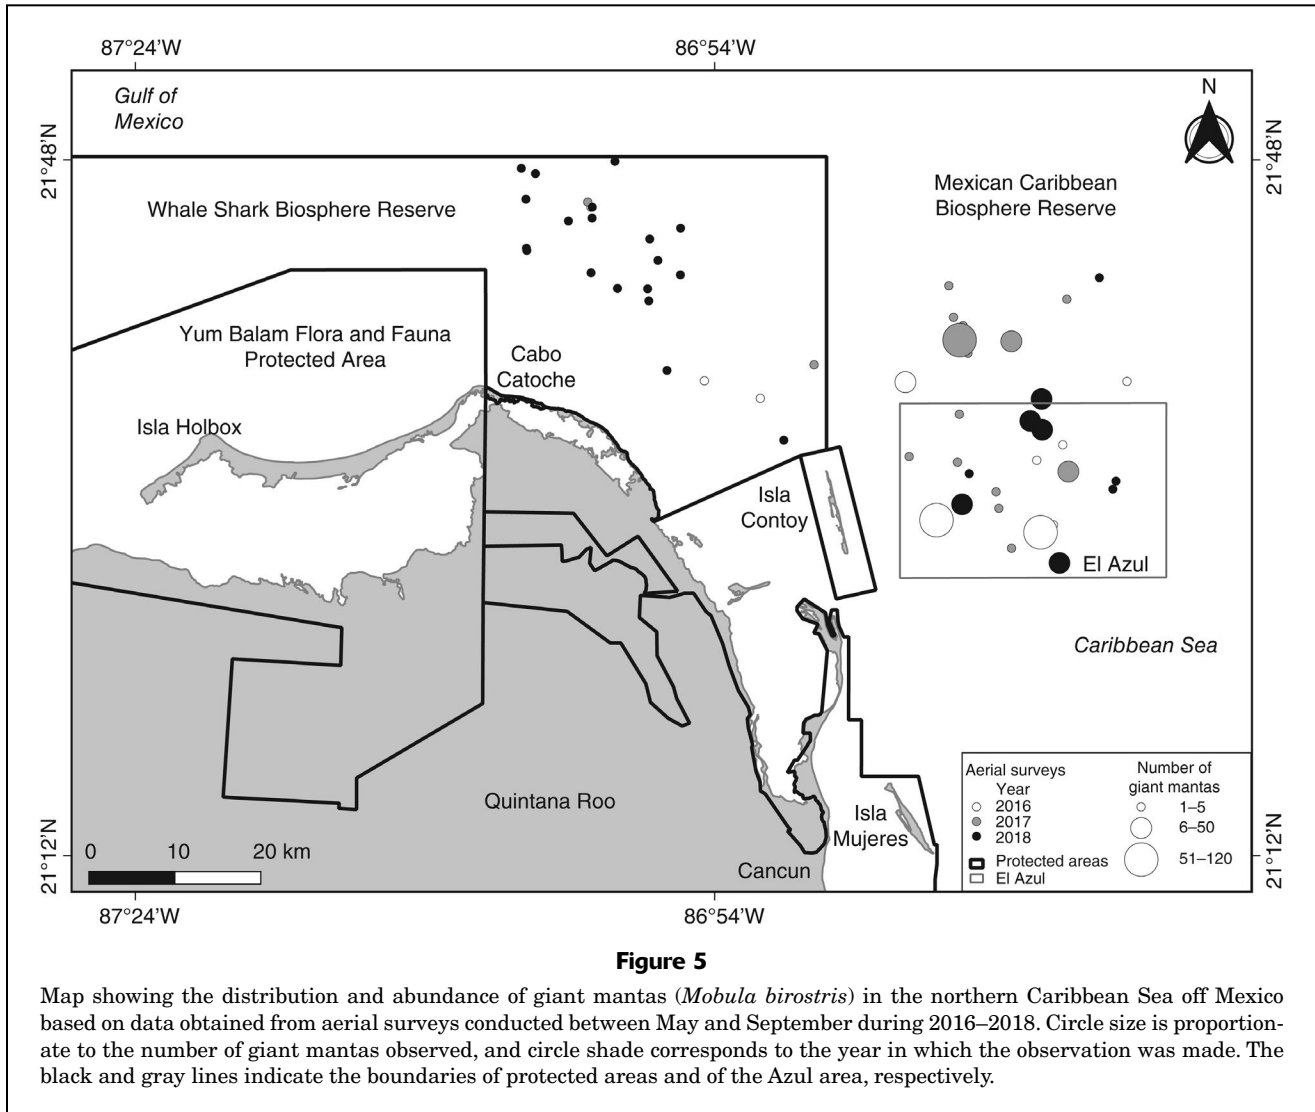 87°24'W
86°54'W
Gulf of
Mexico
N
21°48'N
21°48'N
Mexican Caribbean
Biosphere Reserve
Whale Shark Biosphere Reserve
Yum Balam Flora and Fauna
Protected Area
Cabo
Catoche
Isla Holbox
Isla
Contoy
El Azul
Caribbean Sea
Quintana Roo
Isla
Mujeres
Cancun
0 10 20 km
Aerial surveys
Year
2016
2017
2018
Protected areas
El Azul
Number of
giant mantas
1–5
6–50
51–120
21°12'N
21°12'N
87°24'W
86°54'W
Figure 5
Map showing the distribution and abundance of giant mantas (Mobula birostris) in the northern Caribbean Sea off Mexico
based on data obtained from aerial surveys conducted between May and September during 2016–2018. Circle size is proportion-
ate to the number of giant mantas observed, and circle shade corresponds to the year in which the observation was made. The
black and gray lines indicate the boundaries of protected areas and of the Azul area, respectively.